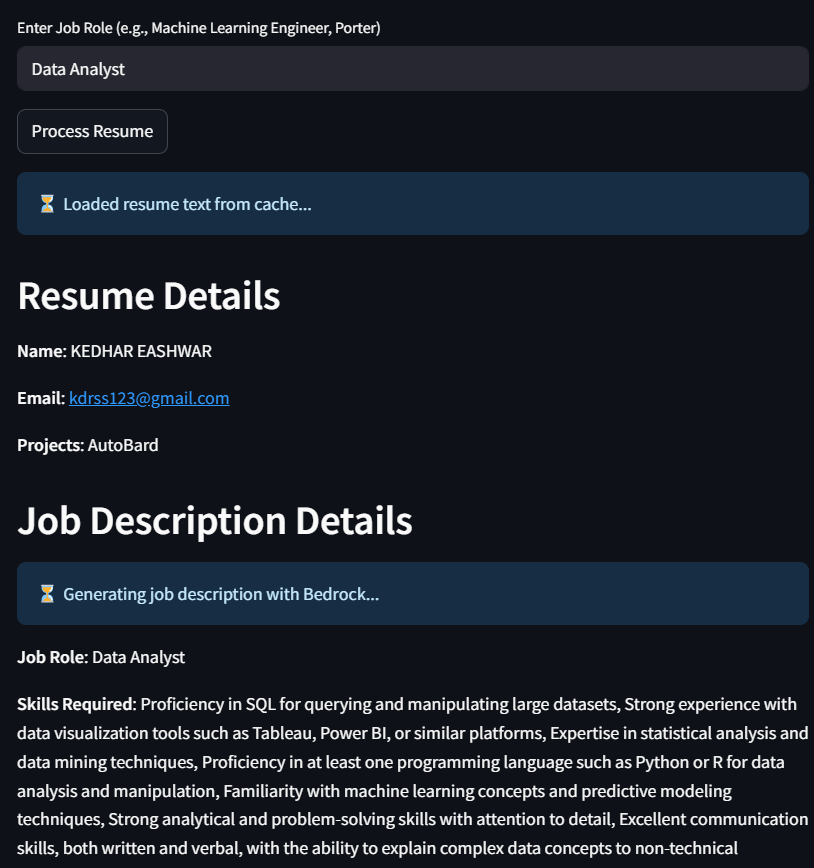 Enter Job Role (e.g., Machine Learning Engineer, Porter)
Data Analyst
Process Resume
⏳ Loaded resume text from cache...
Resume Details
Name: KEDHAR EASHWAR
Email: kdrss123@gmail.com
Projects: AutoBard
Job Description Details
⏳ Generating job description with Bedrock...
Job Role: Data Analyst
Skills Required: Proficiency in SQL for querying and manipulating large datasets, Strong experience with
data visualization tools such as Tableau, Power BI, or similar platforms, Expertise in statistical analysis and
data mining techniques, Proficiency in at least one programming language such as Python or R for data
analysis and manipulation, Familiarity with machine learning concepts and predictive modeling
techniques, Strong analytical and problem-solving skills with attention to detail, Excellent communication
skills, both written and verbal, with the ability to explain complex data concepts to non-technical